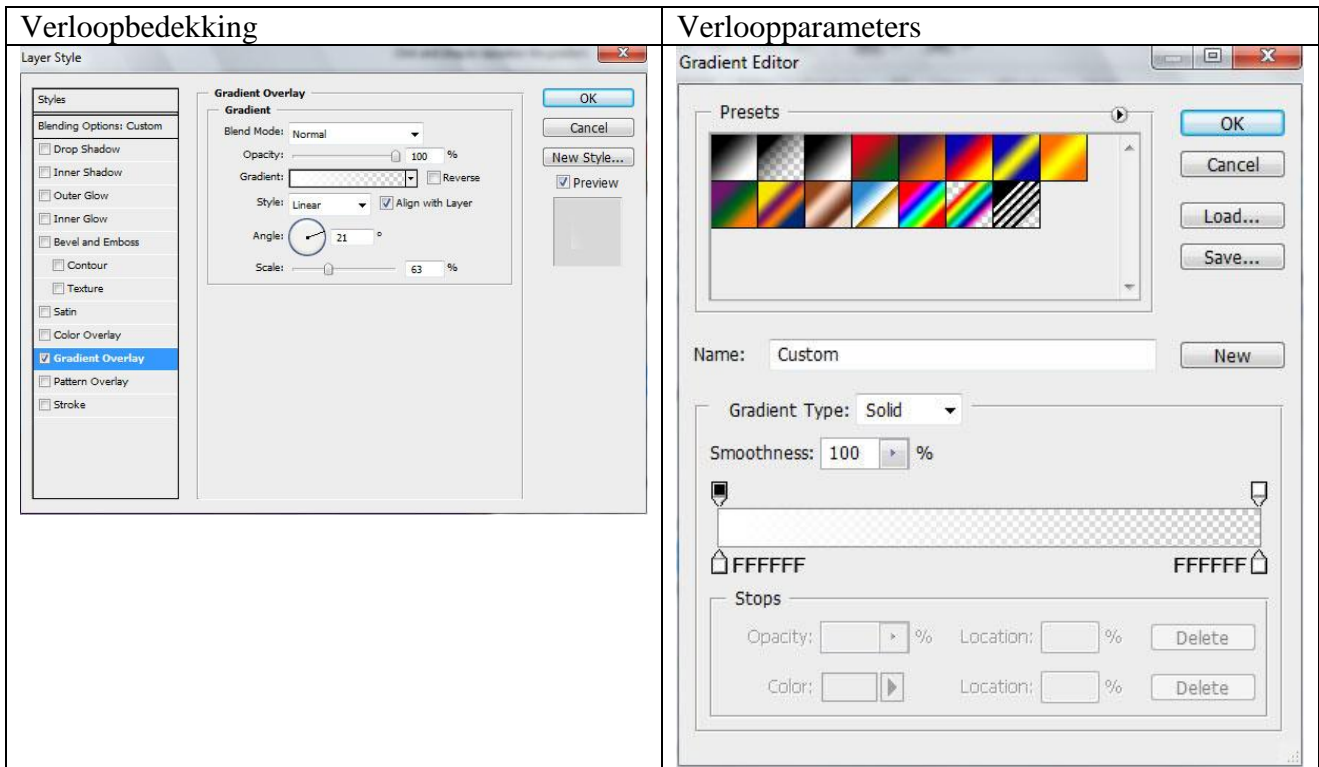 Verloopbedekking
Layer Style
Styles
Blending Options: Custom
Drop Shadow
Inner Shadow
Outer Glow
Inner Glow
Bevel and Emboss
Contour
Texture
Satin
Color Overlay
Gradient Overlay
Pattern Overlay
Stroke
Gradient Overlay
Gradient
Blend Mode: Normal
Opacity: 100 %
Gradient: Reverse
Style: Linear Align with Layer
Angle: 21 °
Scale: 63 %
OK
Cancel
New Style...
Preview
Verloopparameters
Gradient Editor
Presets
OK
Cancel
Load...
Save...
Name: Custom
New
Gradient Type: Solid
Smoothness: 100 %
FFFFFF FFFFFF
Stops
Opacity: % Location: % Delete
Color: Location: % Delete